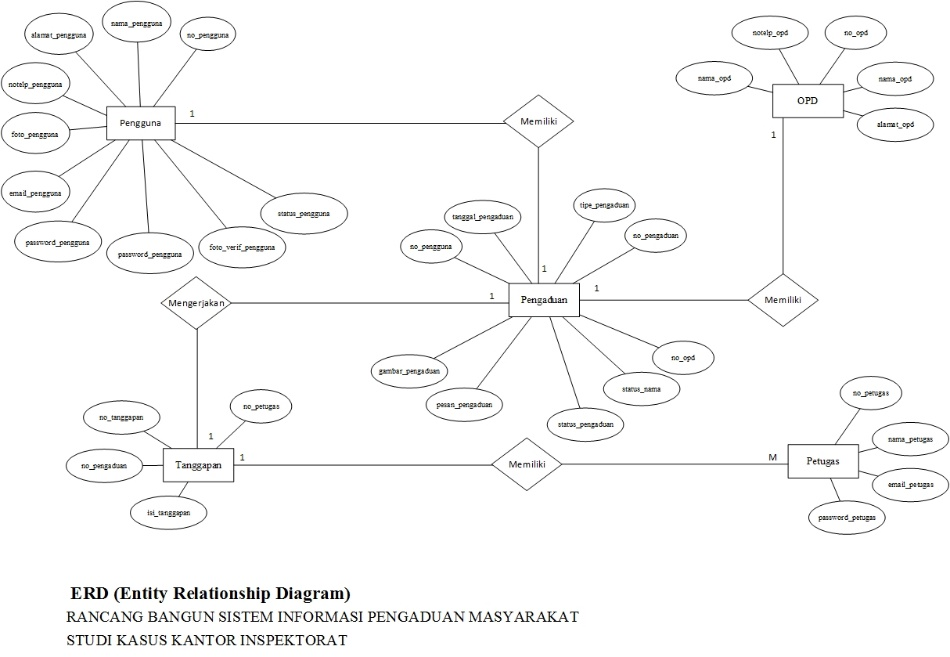 nama_pengguna
alamat_pengguna
no_pengguna
notelp_pengguna
foto_pengguna
email_pengguna
password_pengguna
password_pengguna
foto_verif_pengguna
status_pengguna
Pengguna
1
Memiliki
1
notelp_opd
no_opd
nama_opd
nama_opd
OPD
alamat_opd
1
tipe_pengaduan
tanggal_pengaduan
no_pengaduan
no_pengguna
Mengerjakan
1
Pengaduan
1
Memiliki
no_opd
gambar_pengaduan
status_nama
pesan_pengaduan
status_pengaduan
no_petugas
no_tanggapan
1
no_petugas
nama_petugas
no_pengaduan
Tanggapan
1
Memiliki
M
Petugas
email_petugas
isi_tanggapan
password_petugas
ERD (Entity Relationship Diagram)
RANCANG BANGUN SISTEM INFORMASI PENGADUAN MASYARAKAT
STUDI KASUS KANTOR INSPEKTORAT